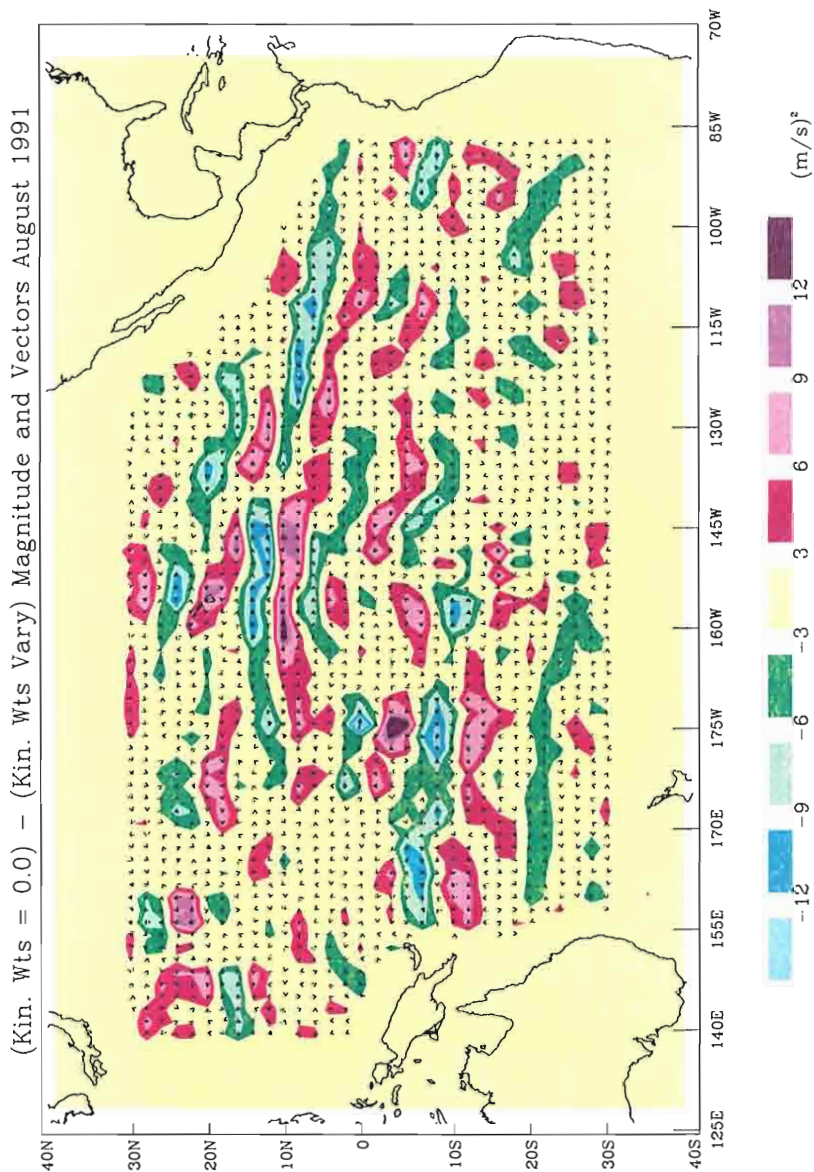 (Kin. Wts = 0.0) − (Kin. Wts Vary) Magnitude and Vectors August 1991
40N
30N
20N
10N
0
10S
20S
30S
40S
125E
140E
155E
170E
175W
160W
145W
130W
115W
100W
85W
70W
−12
−9
−6
−3
3
6
9
12
(m/s)²